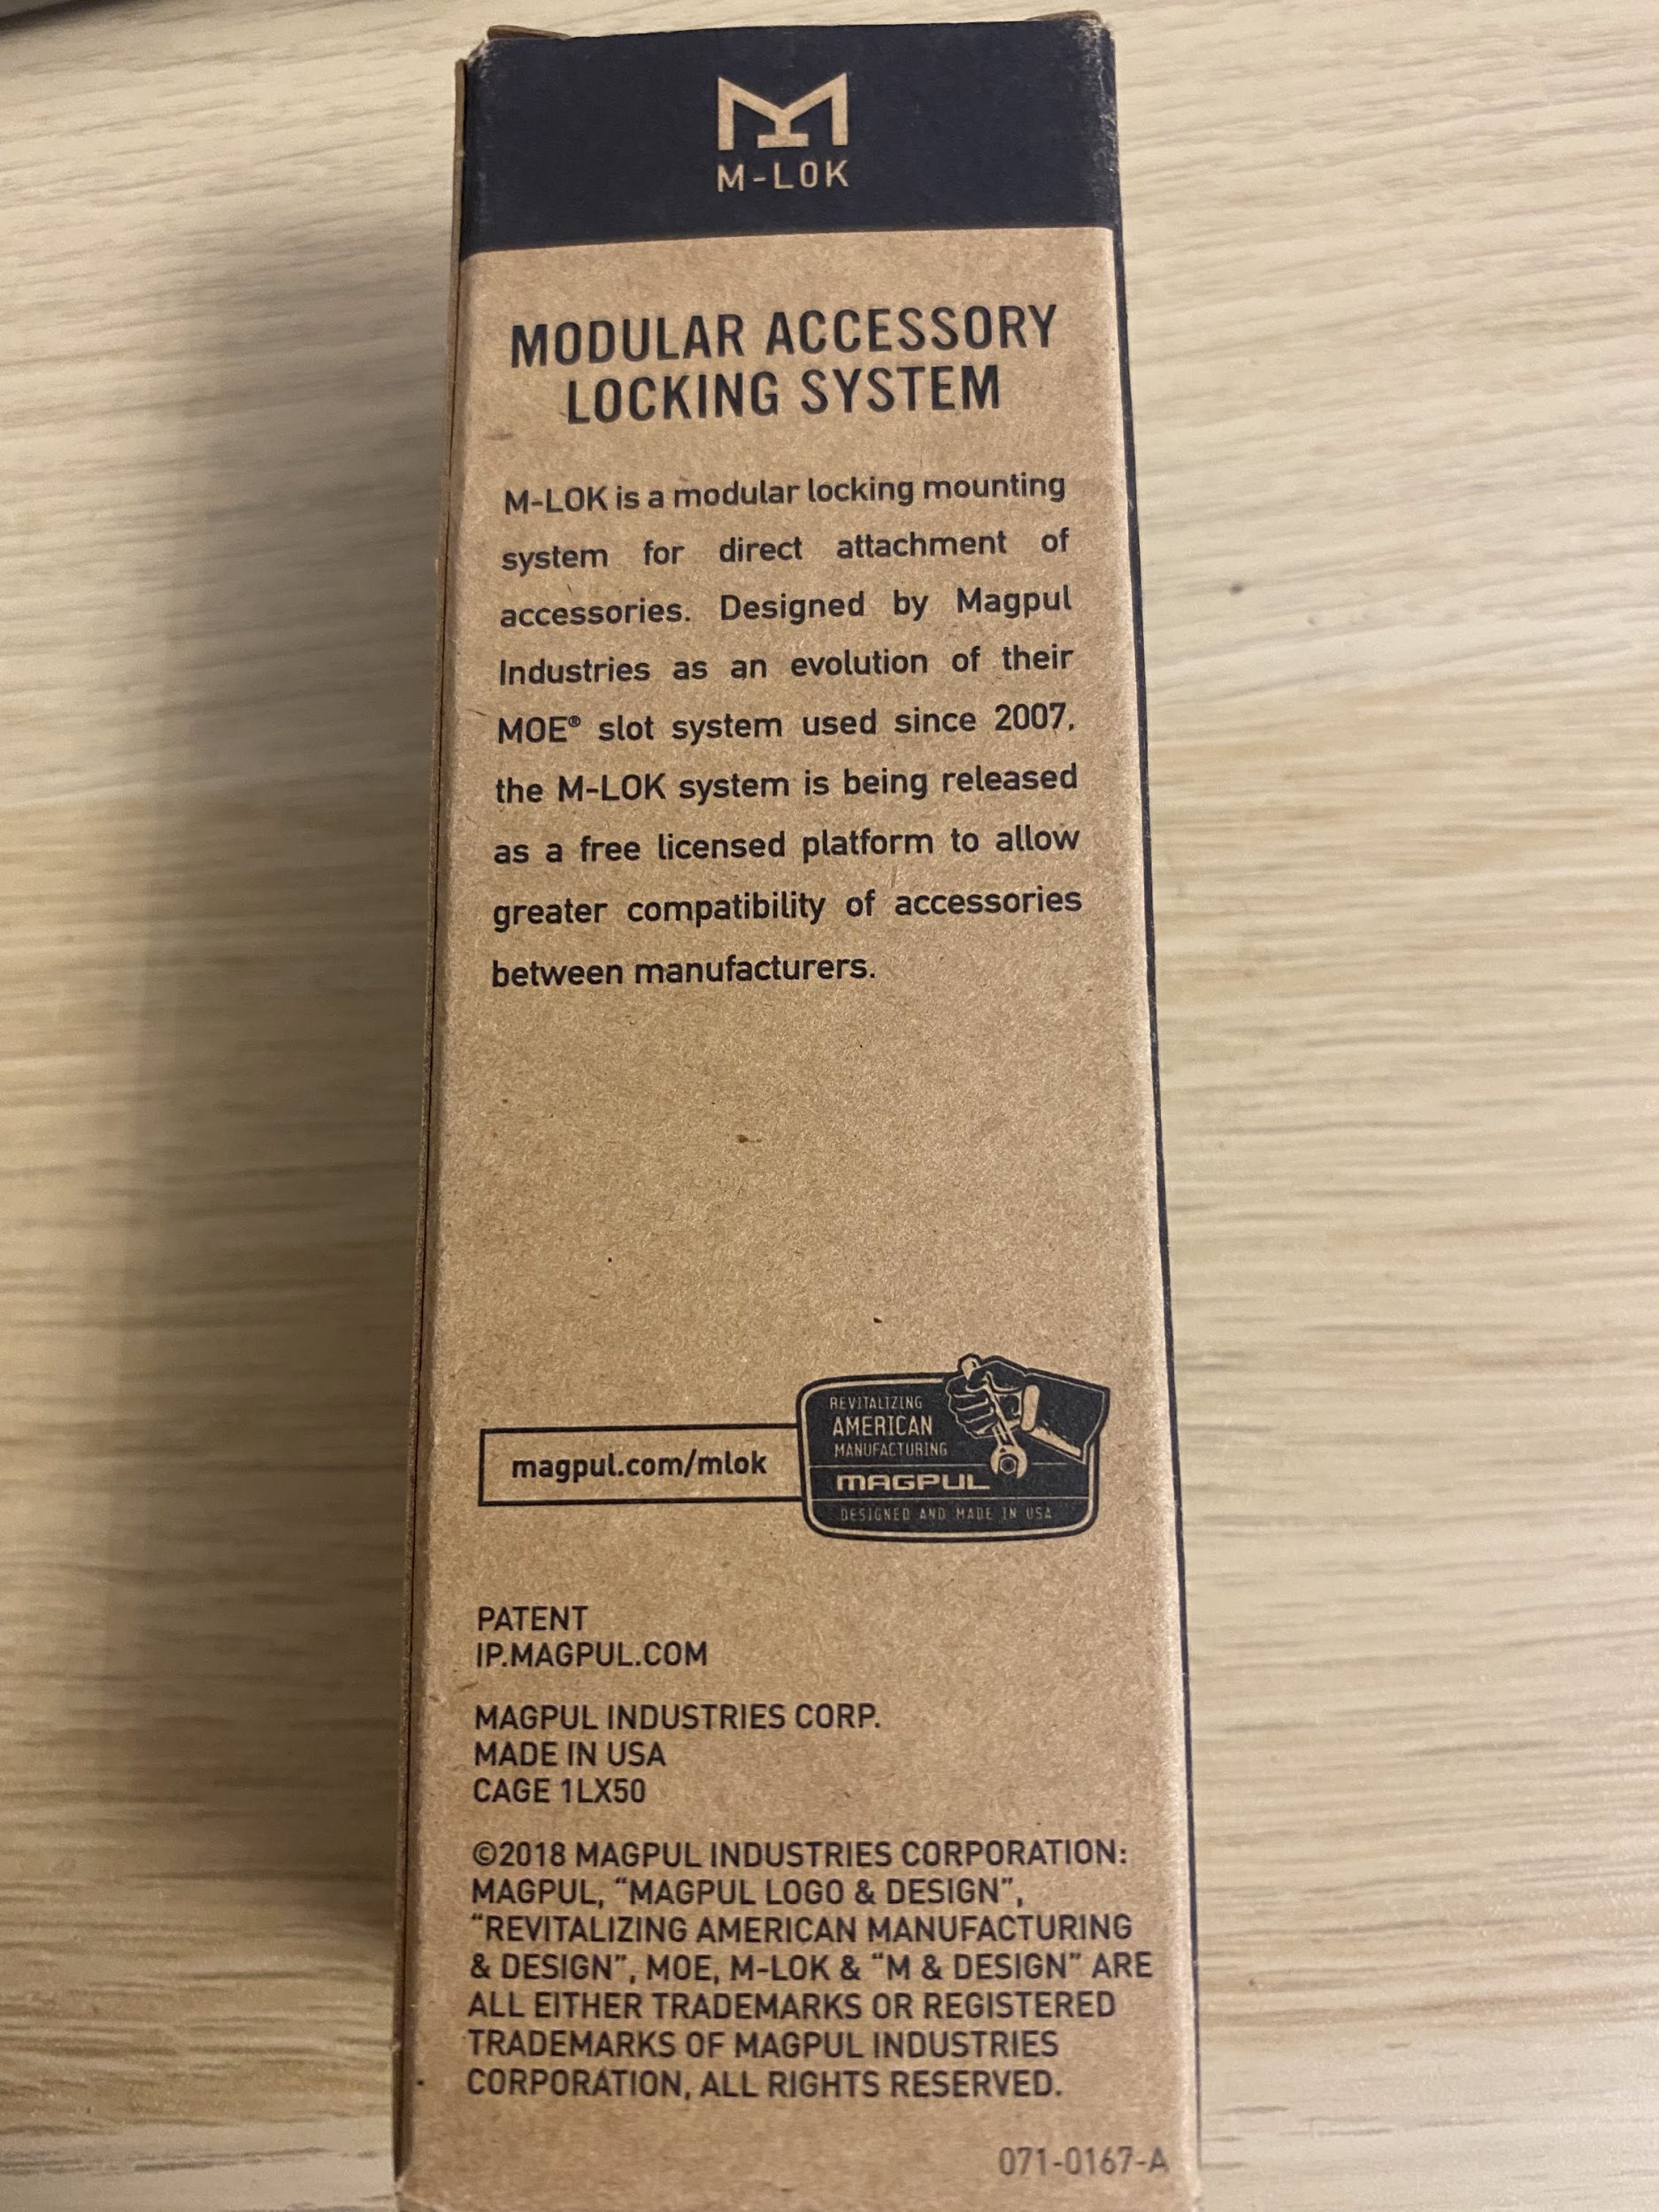 M-LOK
MODULAR ACCESSORY
LOCKING SYSTEM
M-LOK is a modular locking mounting
system for direct attachment of
accessories. Designed by Magpul
Industries as an evolution of their
MOE® slot system used since 2007,
the M-LOK system is being released
as a free licensed platform to allow
greater compatibility of accessories
between manufacturers.
magpul.com/mlok
REVITALIZING
AMERICAN
MANUFACTURING
MAGPUL
DESIGNED AND MADE IN USA
PATENT
IP.MAGPUL.COM
MAGPUL INDUSTRIES CORP.
MADE IN USA
CAGE 1LX50
©2018 MAGPUL INDUSTRIES CORPORATION:
MAGPUL, “MAGPUL LOGO & DESIGN”,
“REVITALIZING AMERICAN MANUFACTURING
& DESIGN”, MOE, M-LOK & “M & DESIGN” ARE
ALL EITHER TRADEMARKS OR REGISTERED
TRADEMARKS OF MAGPUL INDUSTRIES
CORPORATION, ALL RIGHTS RESERVED.
071-0167-A